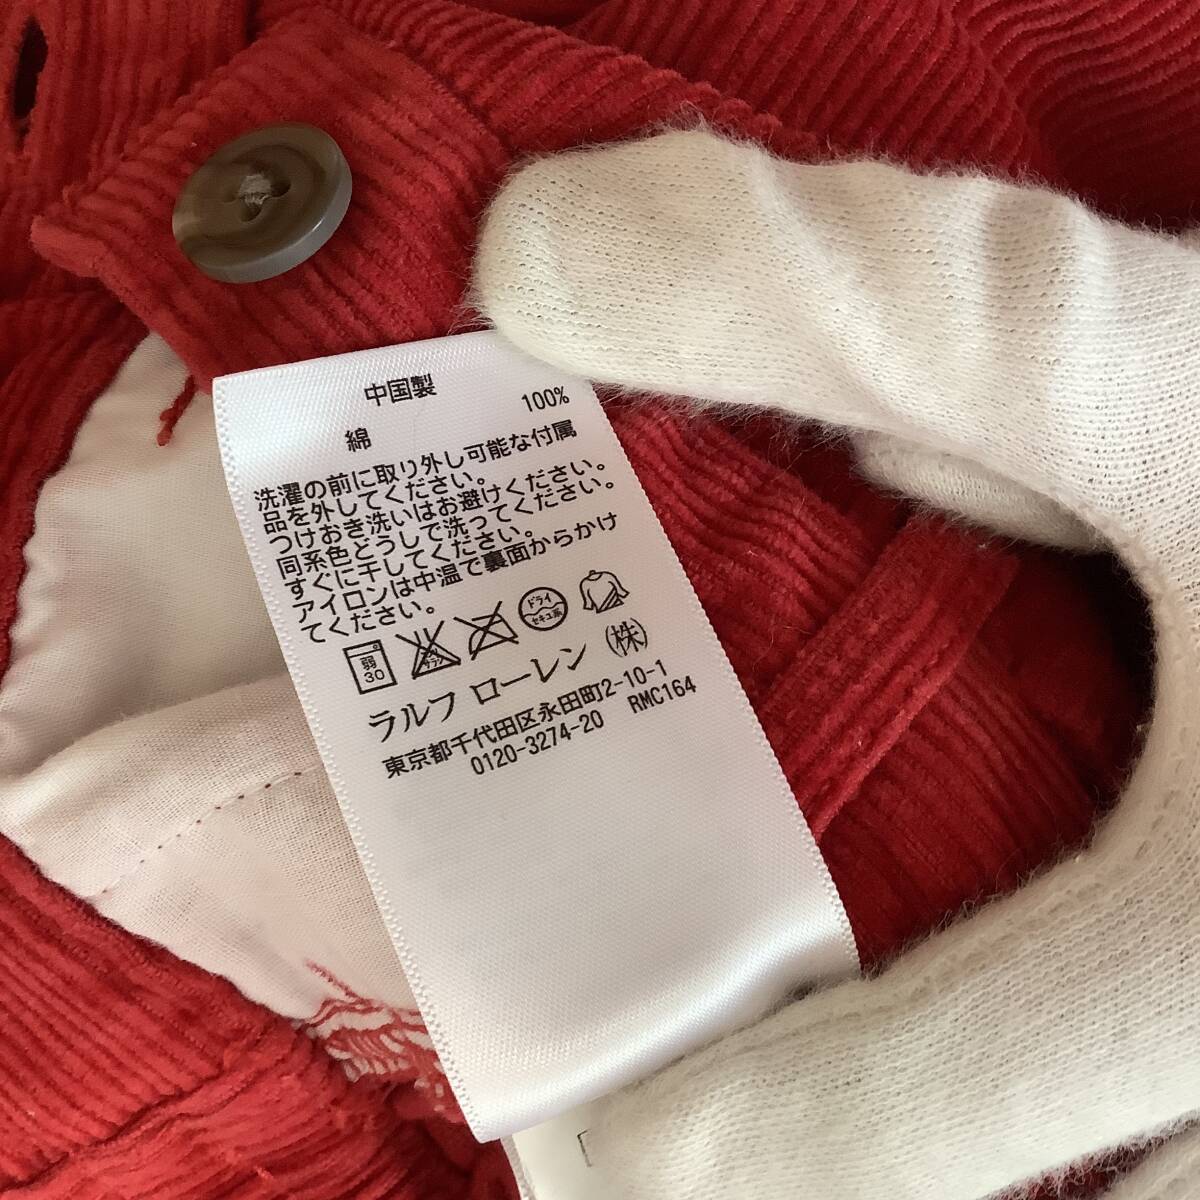 中国製
綿 100%
洗濯の前に取り外し可能な付属
品を外してください。
つけおき洗いはお避けください。
同系色どうしで洗ってください。
すぐに干してください。
アイロンは中温で裏面からかけ
てください。
弱 30 ドライ セキユ系
ラルフ ローレン (株)
東京都千代田区永田町2-10-1
0120-3274-20 RMC164